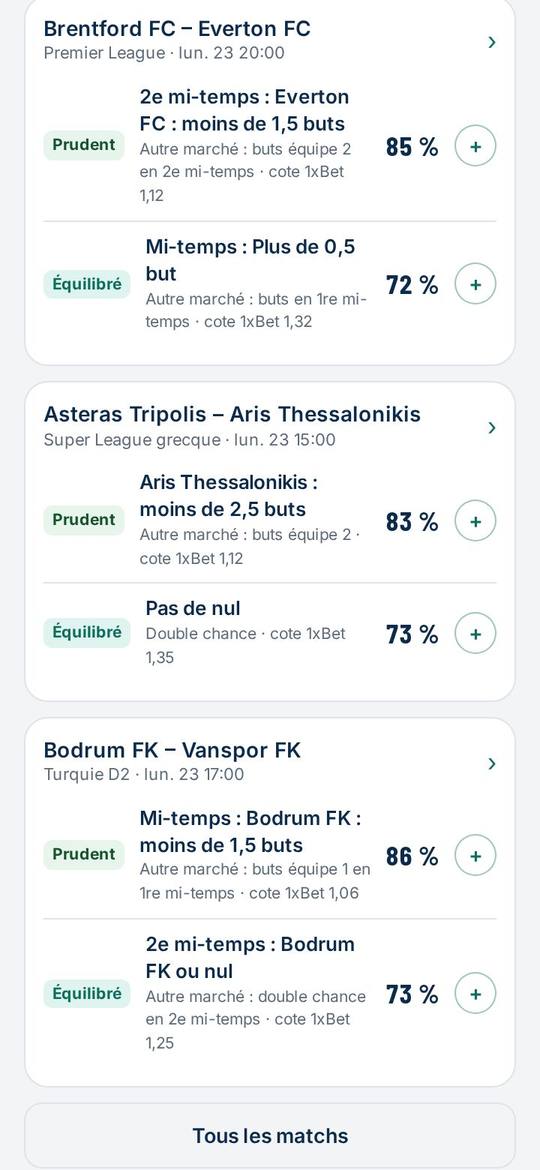 Brentford FC – Everton FC
Premier League · lun. 23 20:00
›
Prudent
2e mi-temps : Everton
FC : moins de 1,5 buts
Autre marché : buts équipe 2
en 2e mi-temps · cote 1xBet
1,12
85 %
+
Équilibré
Mi-temps : Plus de 0,5
but
Autre marché : buts en 1re mi-
temps · cote 1xBet 1,32
72 %
+
Asteras Tripolis – Aris Thessalonikis
Super League grecque · lun. 23 15:00
›
Prudent
Aris Thessalonikis :
moins de 2,5 buts
Autre marché : buts équipe 2 ·
cote 1xBet 1,12
83 %
+
Équilibré
Pas de nul
Double chance · cote 1xBet
1,35
73 %
+
Bodrum FK – Vanspor FK
Turquie D2 · lun. 23 17:00
›
Prudent
Mi-temps : Bodrum FK :
moins de 1,5 buts
Autre marché : buts équipe 1 en
1re mi-temps · cote 1xBet 1,06
86 %
+
Équilibré
2e mi-temps : Bodrum
FK ou nul
Autre marché : double chance
en 2e mi-temps · cote 1xBet
1,25
73 %
+
Tous les matchs